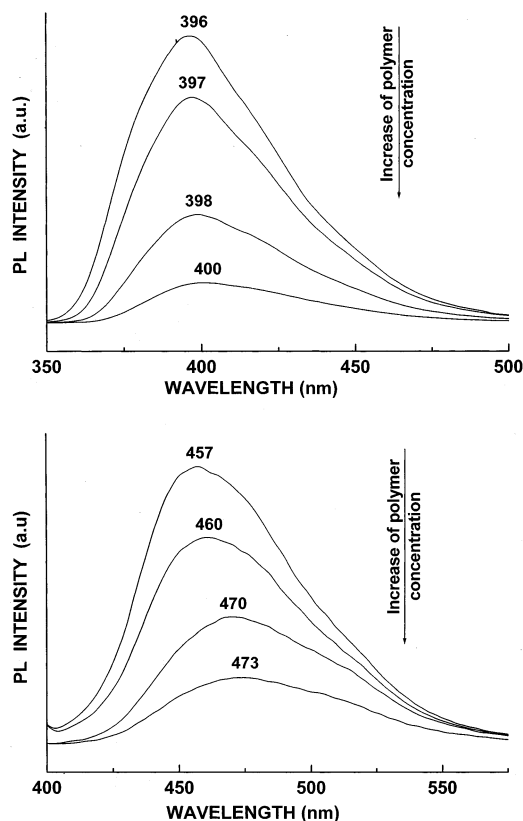 396
397
398
400
Increase of polymer
concentration
PL INTENSITY (a.u.)
350
400
450
500
WAVELENGTH (nm)
457
460
470
473
Increase of polymer
concentration
PL INTENSITY (a.u)
400
450
500
550
WAVELENGTH (nm)